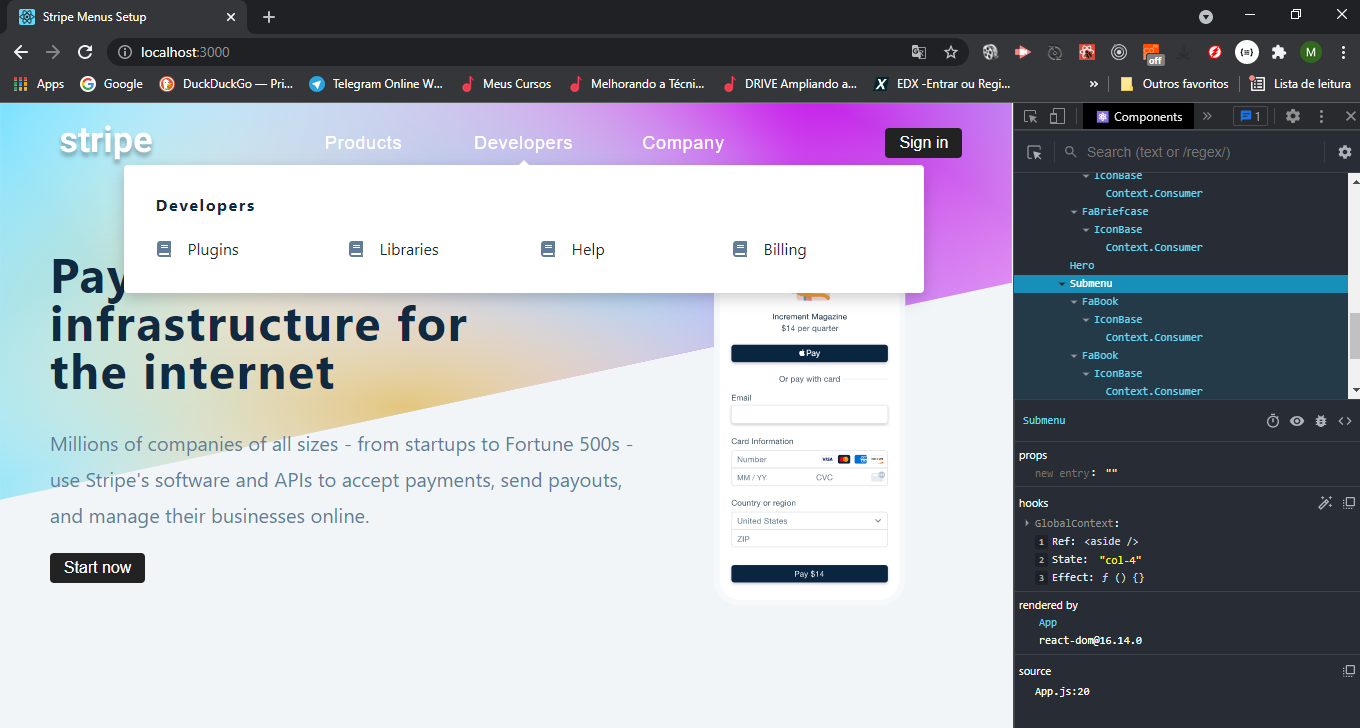 Stripe Menus Setup
localhost:3000
off
M
Apps
Google
DuckDuckGo — Pri...
Telegram Online W...
Meus Cursos
Melhorando a Técni...
DRIVE Ampliando a...
EDX -Entrar ou Regi...
»
Outros favoritos
Lista de leitura
stripe
Products
Developers
Company
Sign in
Developers
Plugins
Libraries
Help
Billing
Pay
infrastructure for
the internet
Millions of companies of all sizes - from startups to Fortune 500s -
use Stripe's software and APIs to accept payments, send payouts,
and manage their businesses online.
Start now
Increment Magazine
$14 per quarter
Pay
Or pay with card
Email
Card Information
Number
VISA
MM / YY
CVC
Country or region
United States
ZIP
Pay $14
Components
»
1
Search (text or /regex/)
IconBase
Context.Consumer
FaBriefcase
IconBase
Context.Consumer
Hero
Submenu
FaBook
IconBase
Context.Consumer
FaBook
IconBase
Context.Consumer
Submenu
props
new entry: ""
hooks
GlobalContext:
1 Ref: <aside />
2 State: "col-4"
3 Effect: ƒ () {}
rendered by
App
react-dom@16.14.0
source
App.js:20